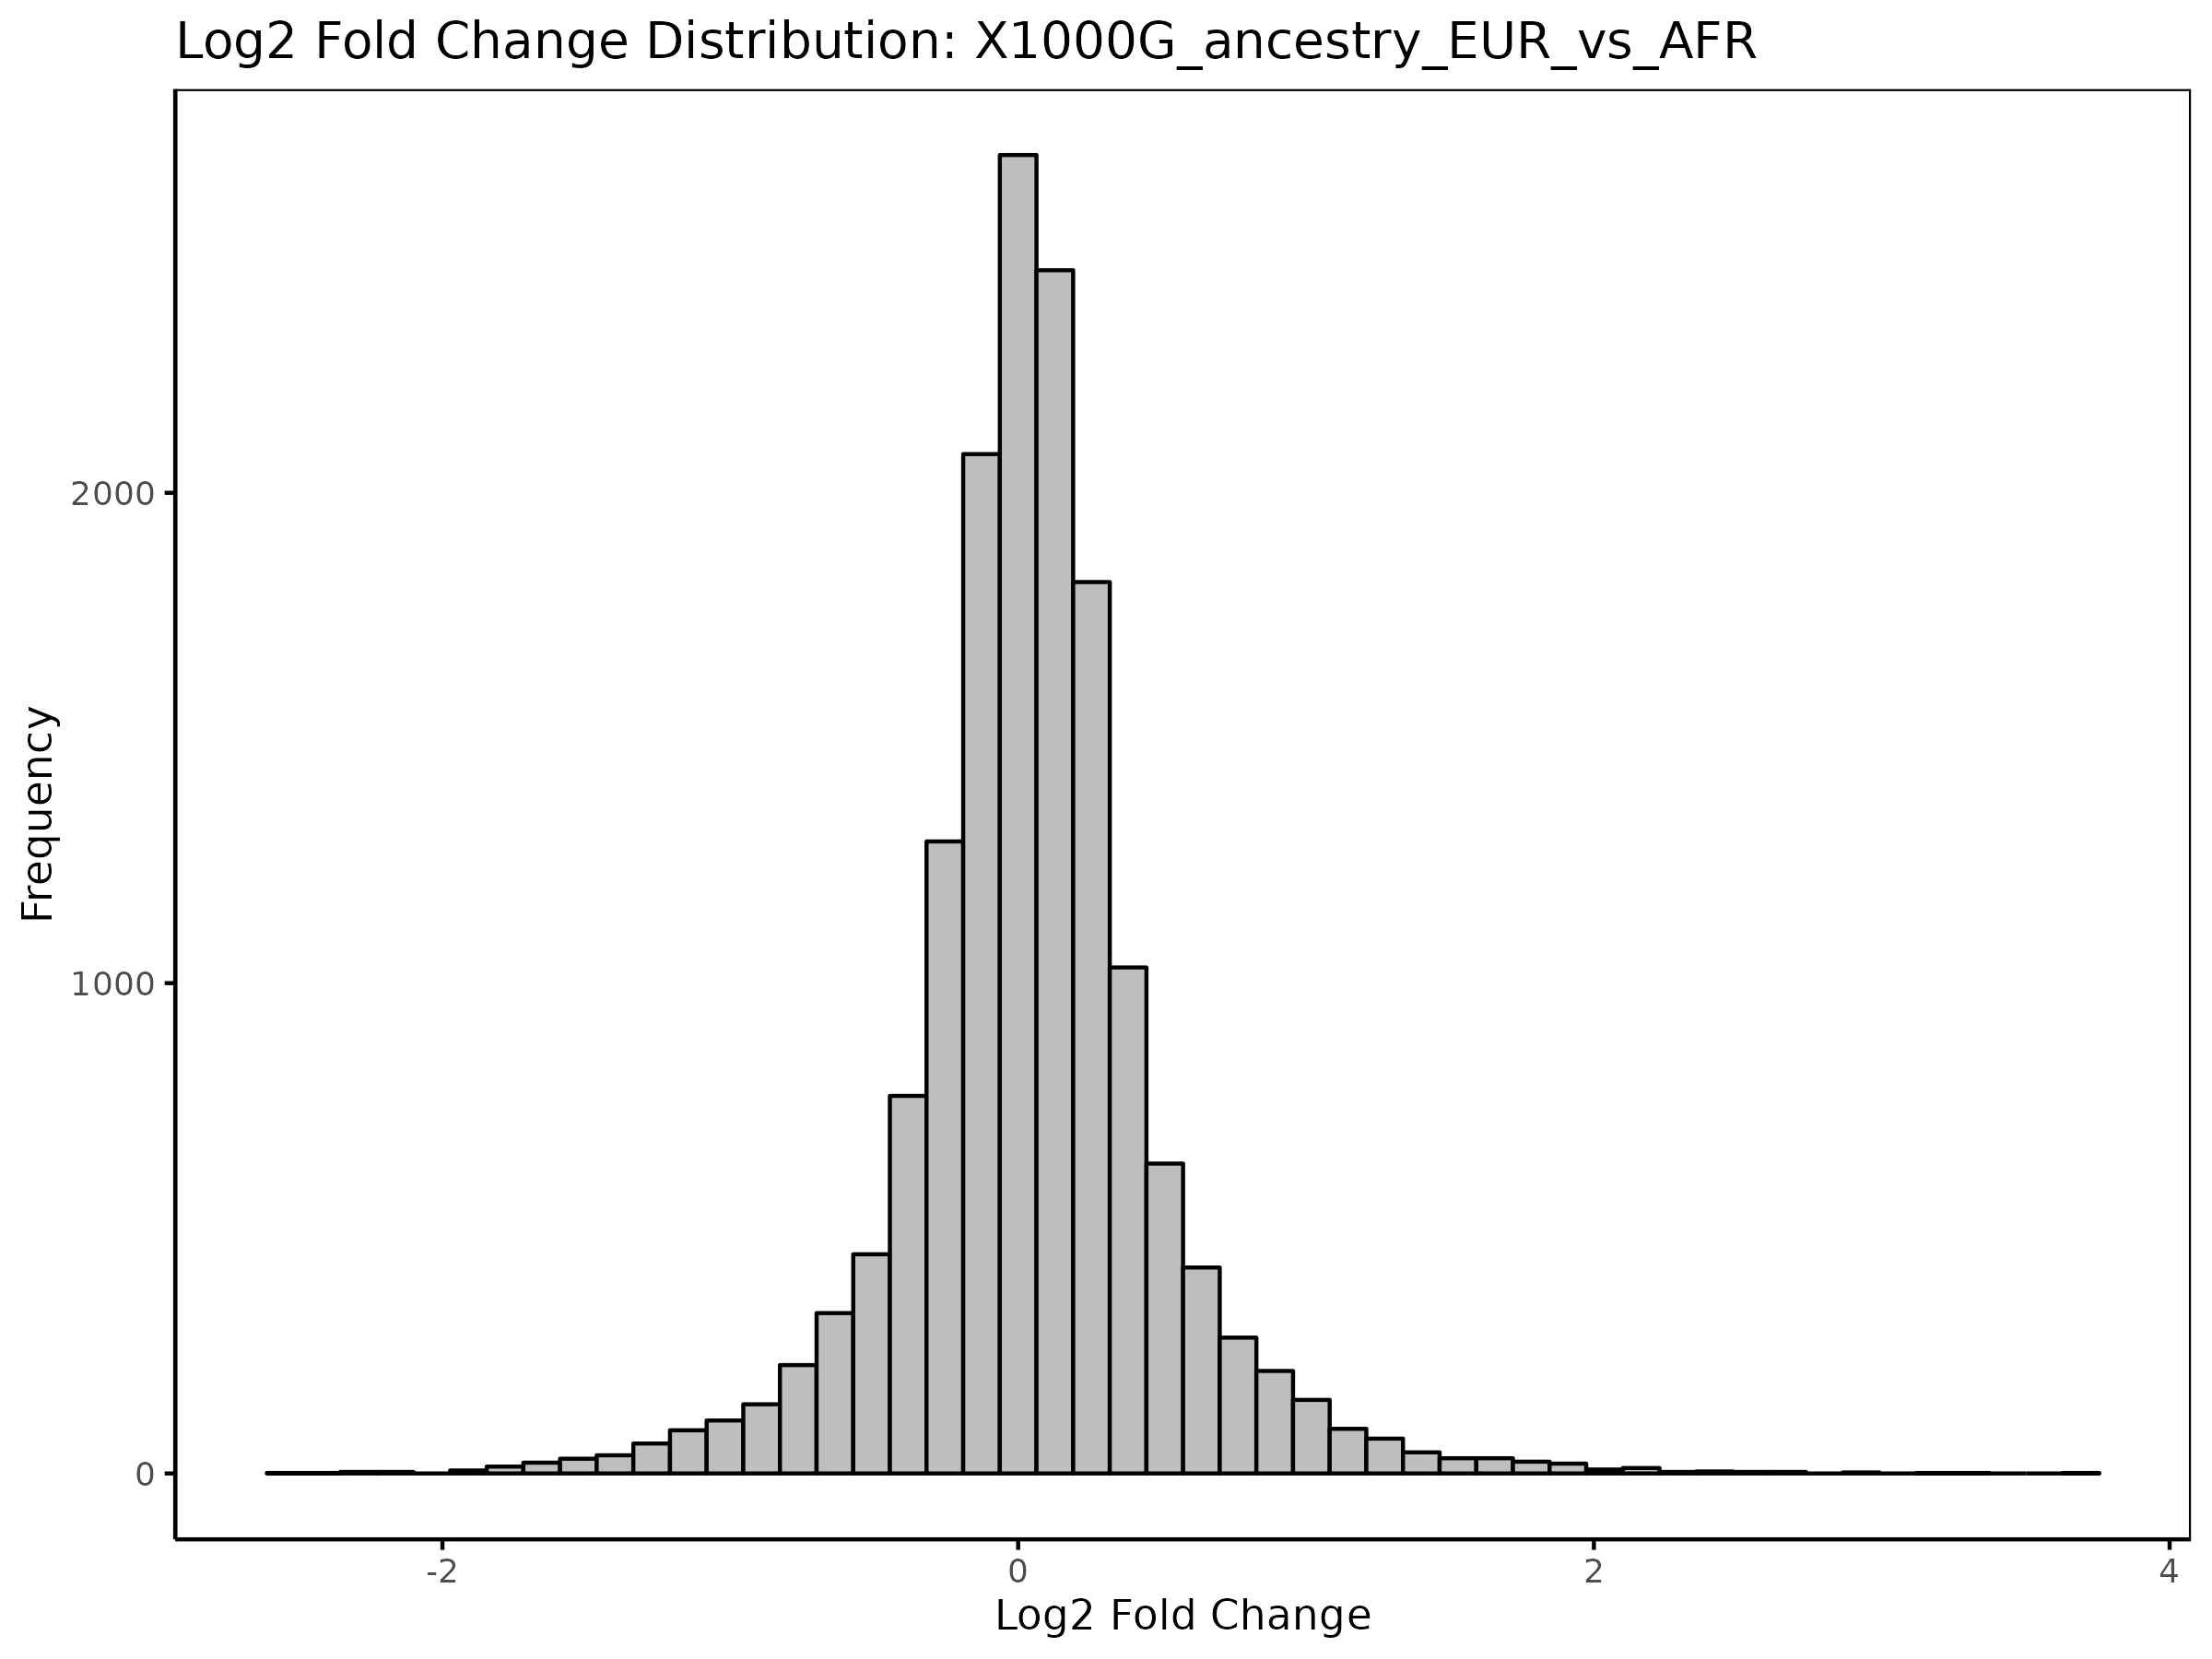 Log2 Fold Change Distribution: X1000G_ancestry_EUR_vs_AFR
Frequency
2000
1000
0
-2 0 2 4
Log2 Fold Change